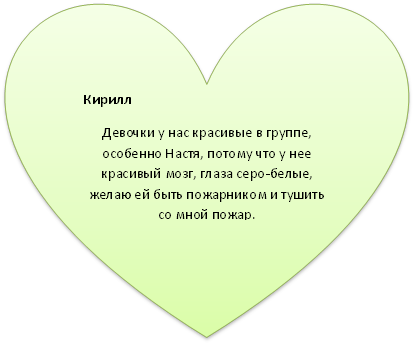 Кирилл
Девочки у нас красивые в группе,
особенно Настя, потому что у нее
красивый мозг, глаза серо-белые,
желаю ей быть пожарником и тушить
со мной пожар.